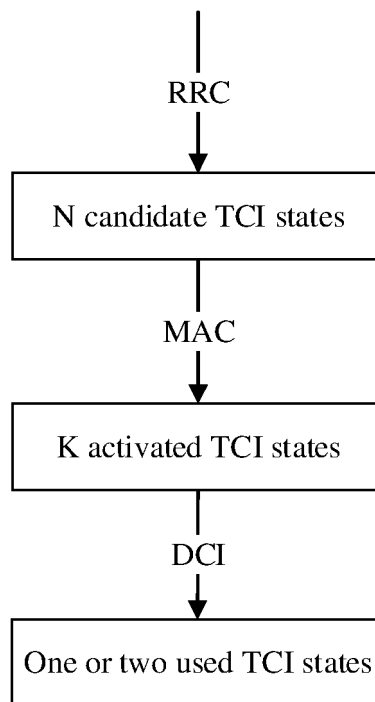 RRC
N candidate TCI states
MAC
K activated TCI states
DCI
One or two used TCI states